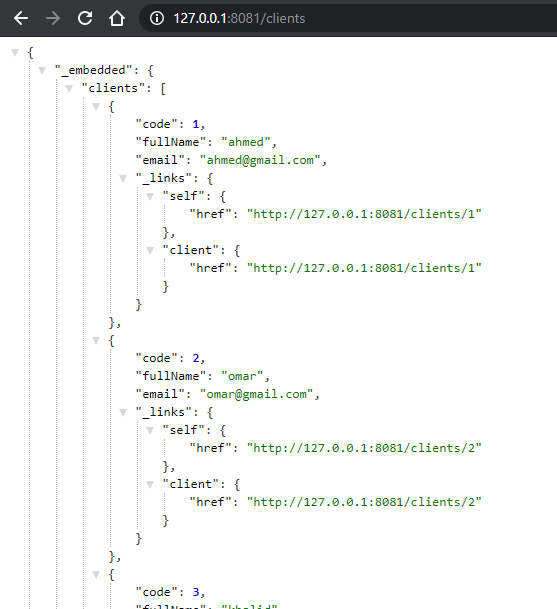 127.0.0.1:8081/clients
{
"_embedded": {
"clients": [
{
"code": 1,
"fullName": "ahmed",
"email": "ahmed@gmail.com",
"_links": {
"self": {
"href": "http://127.0.0.1:8081/clients/1"
},
"client": {
"href": "http://127.0.0.1:8081/clients/1"
}
}
},
{
"code": 2,
"fullName": "omar",
"email": "omar@gmail.com",
"_links": {
"self": {
"href": "http://127.0.0.1:8081/clients/2"
},
"client": {
"href": "http://127.0.0.1:8081/clients/2"
}
}
},
{
"code": 3,
"fullName": "khalid"